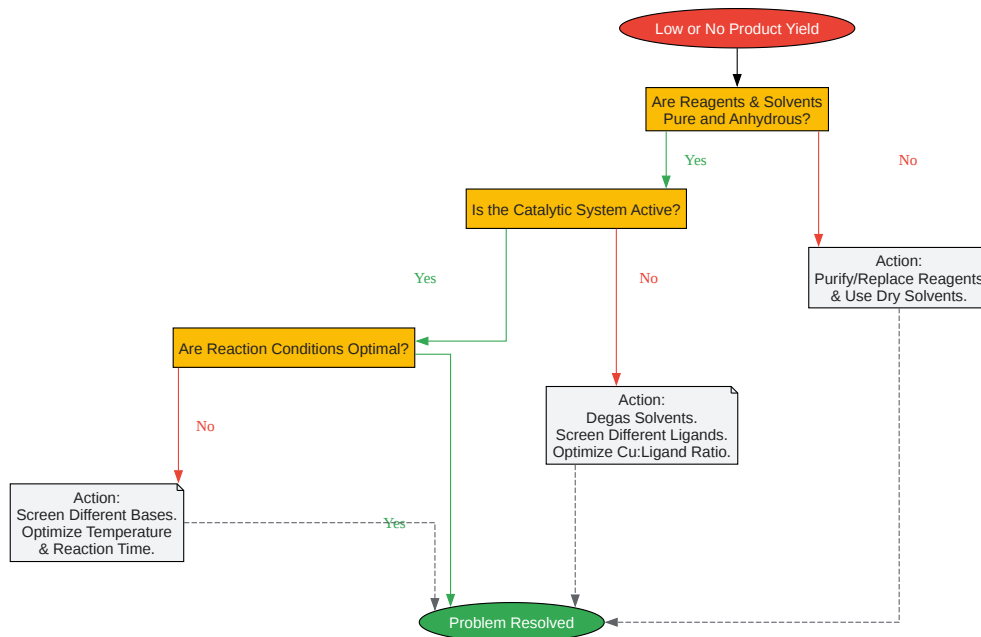 Low or No Product Yield
Are Reagents & Solvents
Pure and Anhydrous?
Yes
No
Is the Catalytic System Active?
Action:
Purify/Replace Reagents
& Use Dry Solvents.
Yes
No
Are Reaction Conditions Optimal?
Action:
Degas Solvents.
Screen Different Ligands.
Optimize Cu:Ligand Ratio.
No
Action:
Screen Different Bases.
Optimize Temperature
& Reaction Time.
Yes
Problem Resolved